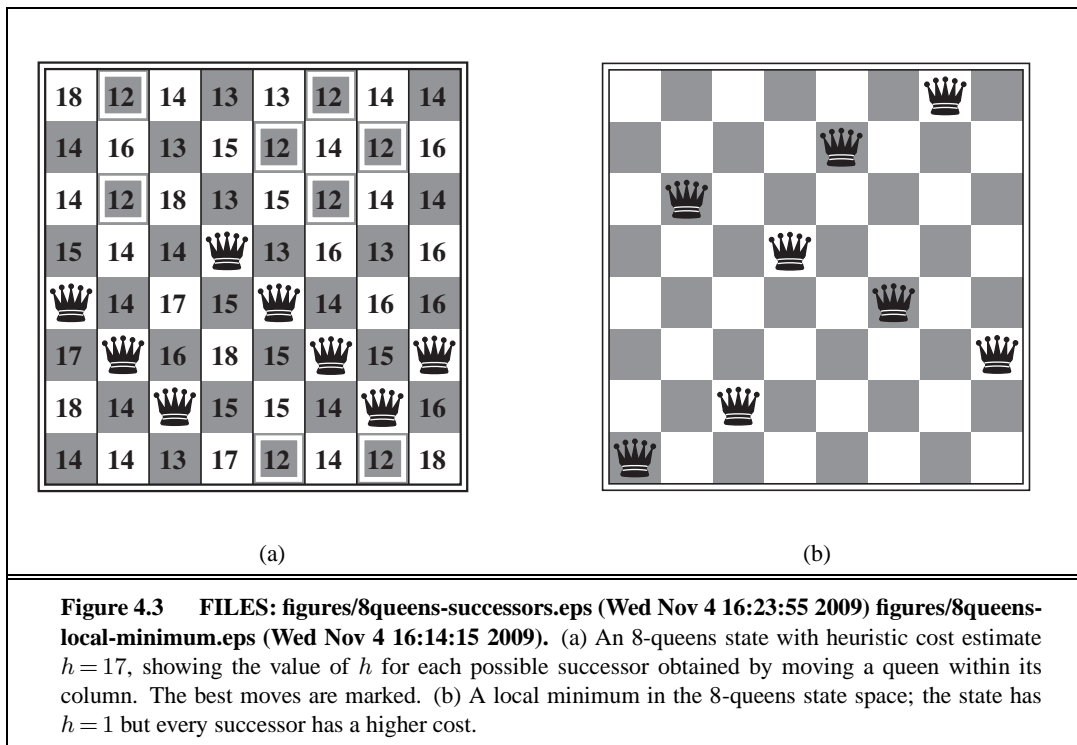 18 12 14 13 13 12 14 14
14 16 13 15 12 14 12 16
14 12 18 13 15 12 14 14
15 14 14 13 16 13 16
14 17 15 14 16 16
17 16 18 15 15
18 14 15 15 14 16
14 14 13 17 12 14 12 18
(a)
(b)
Figure 4.3 FILES: figures/8queens-successors.eps (Wed Nov 4 16:23:55 2009) figures/8queens-
local-minimum.eps (Wed Nov 4 16:14:15 2009). (a) An 8-queens state with heuristic cost estimate
h = 17, showing the value of h for each possible successor obtained by moving a queen within its
column. The best moves are marked. (b) A local minimum in the 8-queens state space; the state has
h = 1 but every successor has a higher cost.